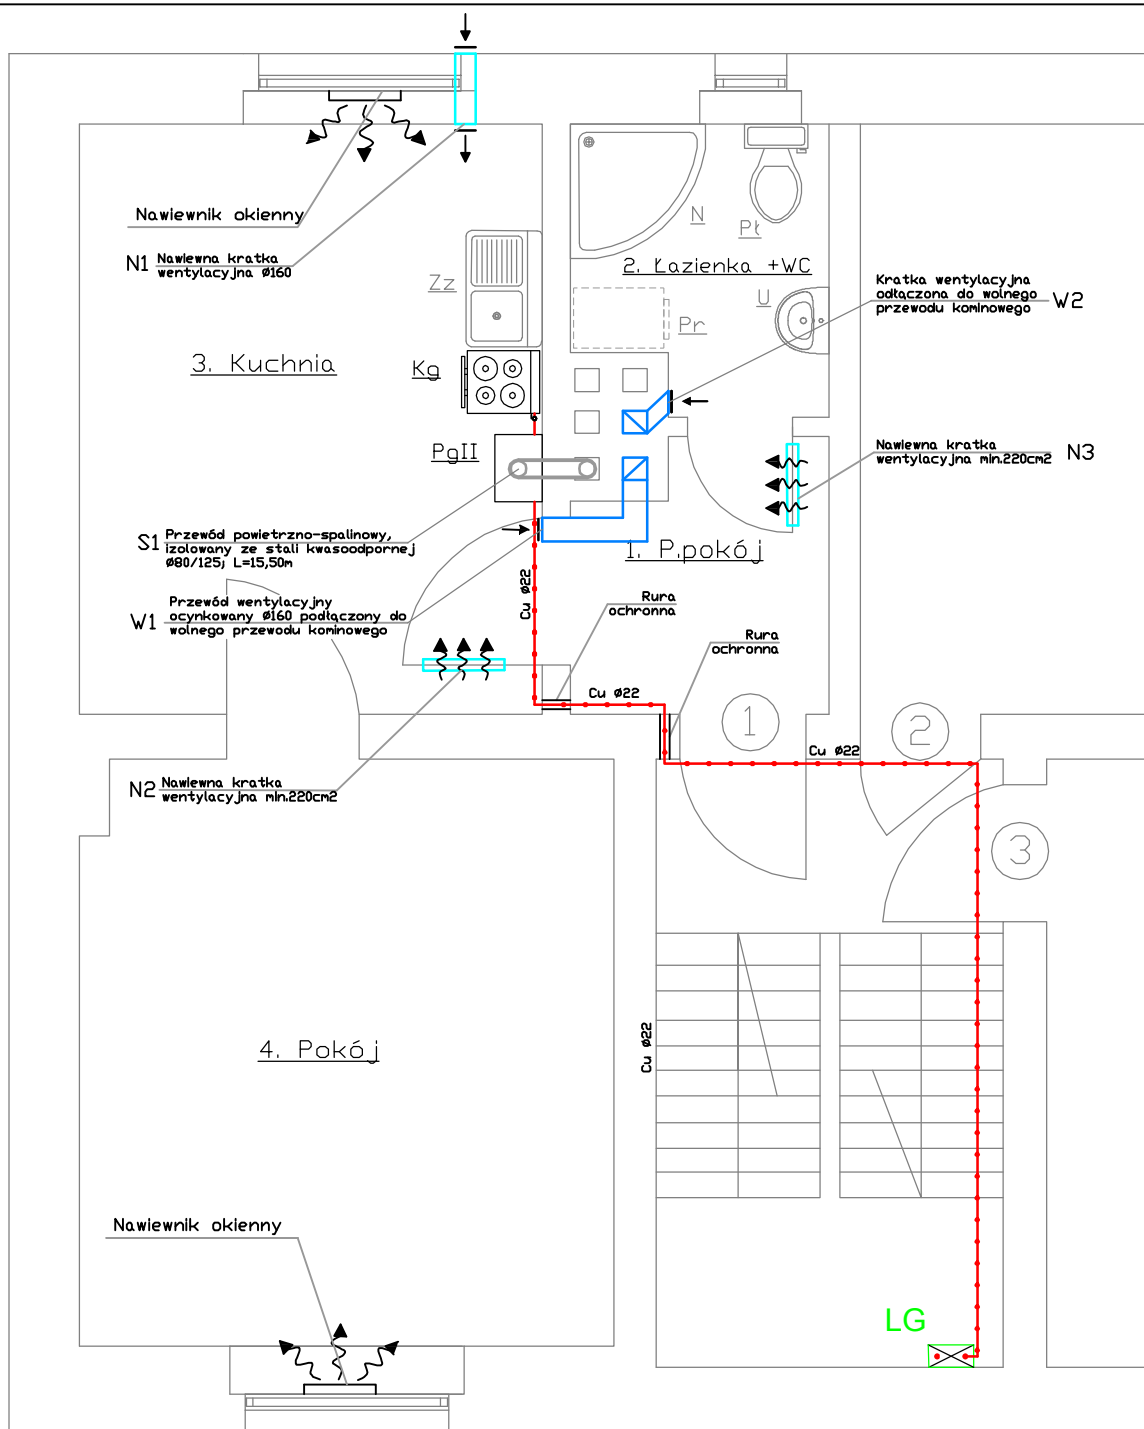 Nawiewnik okienny
N1 Nawiewna kratka
wentylacyjna Ø160
N
Pł
2. Łazienka +WC
Zz
U
Kratka wentylacyjna
odłączona do wolnego
przewodu kominowego
W2
Pr
3. Kuchnia
Kg
PgII
Nawiewna kratka
wentylacyjna min.220cm2
N3
S1 Przewód powietrzno-spalinowy,
izolowany ze stali kwasoodpornej
Ø80/125; L=15,50m
1. P.pokój
Cu Ø22
W1
Przewód wentylacyjny
ocynkowany Ø160 podłączony do
wolnego przewodu kominowego
Rura
ochronna
Rura
ochronna
Cu Ø22
1
2
Cu Ø22
N2 Nawiewna kratka
wentylacyjna min.220cm2
3
4. Pokój
Cu Ø22
Nawiewnik okienny
LG